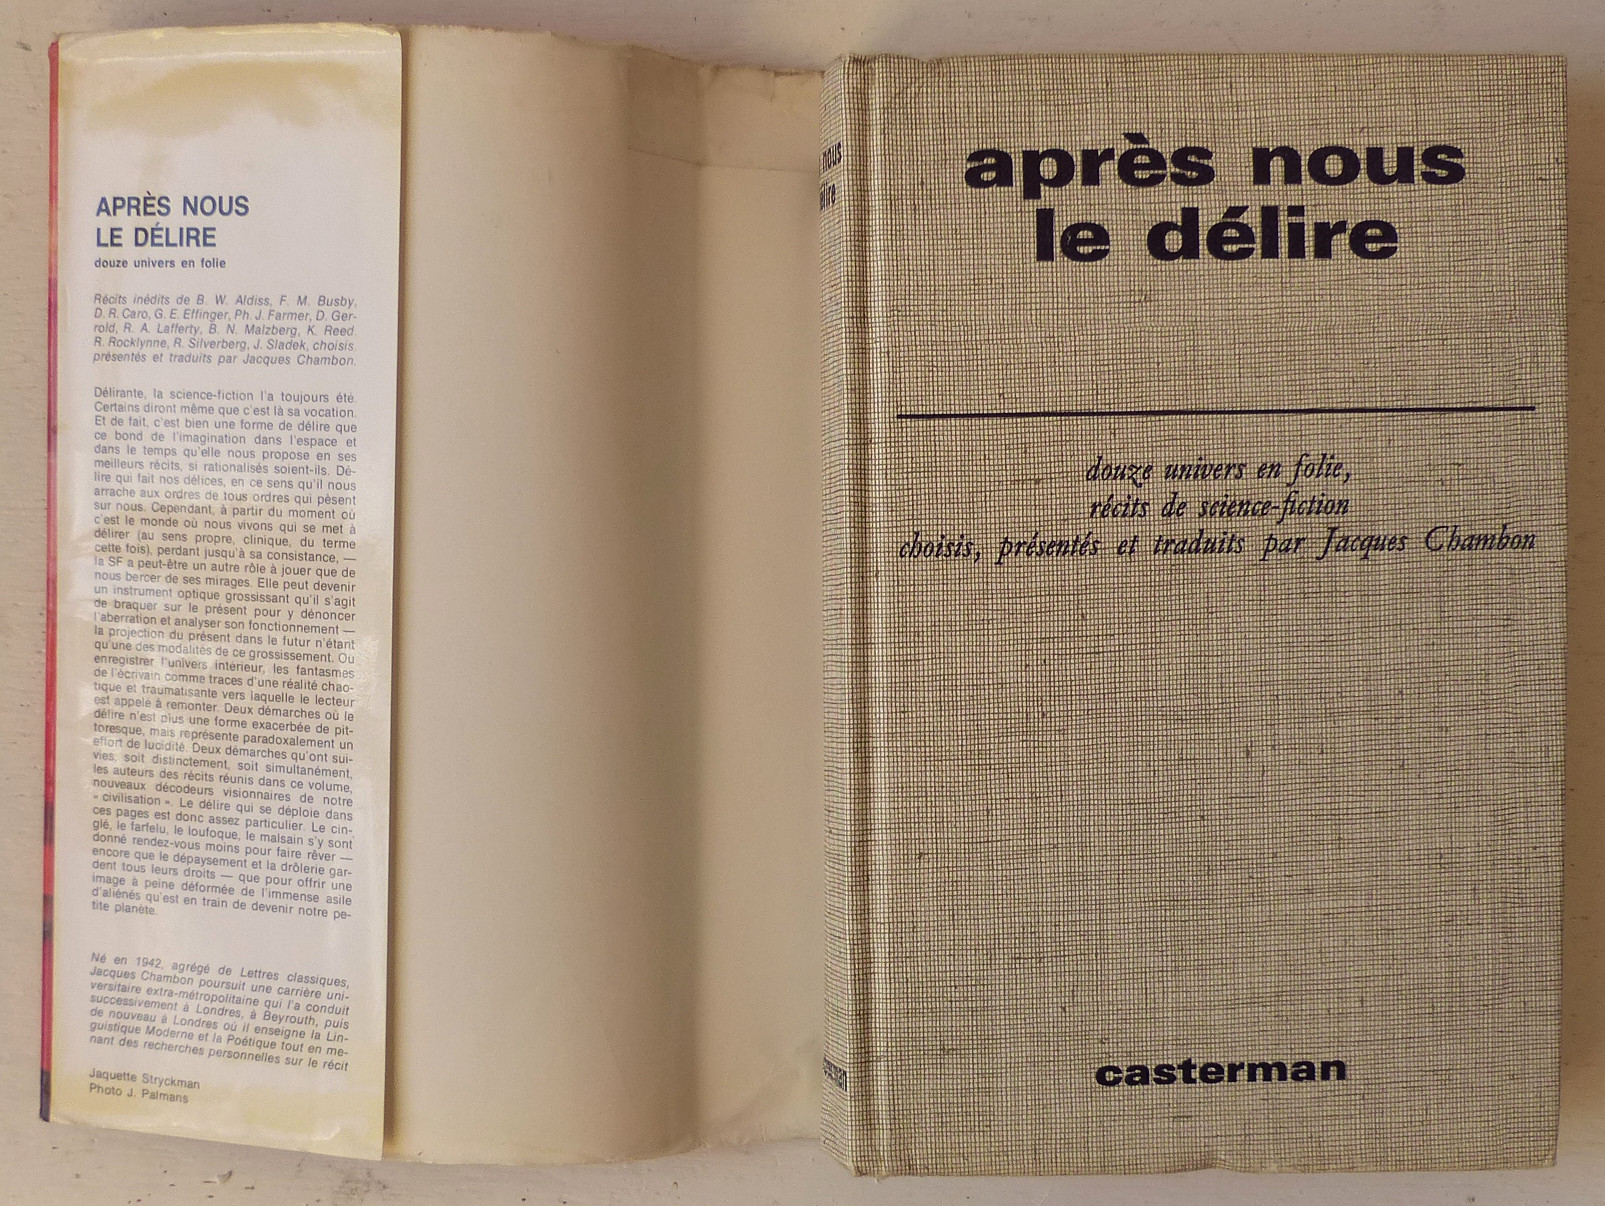 APRÈS NOUS
LE DÉLIRE
douze univers en folie
Récits inédits de B. W. Aldiss, F. M. Busby,
D. R. Caro, G. E. Effinger, Ph. J. Farmer, D. Ger-
rold, R. A. Lafferty, B. N. Malzberg, K. Reed.
R. Rocklynne, R. Silverberg, J. Sladek, choisis.
présentés et traduits par Jacques Chambon.
Délirante, la science-fiction l'a toujours été.
Certains diront même que c'est là sa vocation.
Et de fait, c'est bien une forme de délire que
ce bond de l'imagination dans l'espace et
dans le temps qu'elle nous propose en ses
meilleurs récits, si rationalisés soient-ils. Dé-
lire qui fait nos délices, en ce sens qu'il nous
arrache aux ordres de tous ordres qui pèsent
sur nous. Cependant, à partir du moment où
c'est le monde où nous vivons qui se met à
délirer (au sens propre, clinique, du terme
cette fois), perdant jusqu'à sa consistance, —
la SF a peut-être un autre rôle à jouer que de
nous bercer de ses mirages. Elle peut devenir
un instrument optique grossissant qu'il s'agit
de braquer sur le présent pour y dénoncer
l'aberration et analyser son fonctionnement —
la projection du présent dans le futur n'étant
qu'une des modalités de ce grossissement. Ou
enregistrer l'univers intérieur, les fantasmes
de l'écrivain comme traces d'une réalité chao-
tique et traumatisante vers laquelle le lecteur
est appelé à remonter. Deux démarches où le
délire n'est plus une forme exacerbée de pit-
toresque, mais représente paradoxalement un
effort de lucidité. Deux démarches qu'ont sui-
vies, soit distinctement, soit simultanément,
les auteurs des récits réunis dans ce volume,
nouveaux décodeurs visionnaires de notre
« civilisation ». Le délire qui se déploie dans
ces pages est donc assez particulier. Le cin-
glé, le farfelu, le loufoque, le malsain s'y sont
donné rendez-vous moins pour faire rêver —
encore que le dépaysement et la drôlerie gar-
dent tous leurs droits — que pour offrir une
image à peine déformée de l'immense asile
d'aliénés qu'est en train de devenir notre pe-
tite planète.
Né en 1942, agrégé de Lettres classiques,
Jacques Chambon poursuit une carrière uni-
versitaire extra-métropolitaine qui l'a conduit
successivement à Londres, à Beyrouth, puis
de nouveau à Londres où il enseigne la Lin-
guistique Moderne et la Poétique tout en me-
nant des recherches personnelles sur le récit
Jaquette Stryckman
Photo J. Palmans
nous
après nous
le délire
douze univers en folie,
récits de science-fiction
choisis, présentés et traduits par Jacques Chambon
casterman